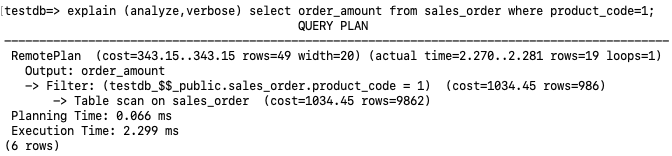 testdb=> explain (analyze,verbose) select order_amount from sales_order where product_code=1;
QUERY PLAN
--------------------------------------------------------------------------------------------
RemotePlan  (cost=343.15..343.15 rows=49 width=20) (actual time=2.270..2.281 rows=19 loops=1)
Output: order_amount
-> Filter: (testdb_$$_public.sales_order.product_code = 1)  (cost=1034.45 rows=986)
-> Table scan on sales_order  (cost=1034.45 rows=9862)
Planning Time: 0.066 ms
Execution Time: 2.299 ms
(6 rows)